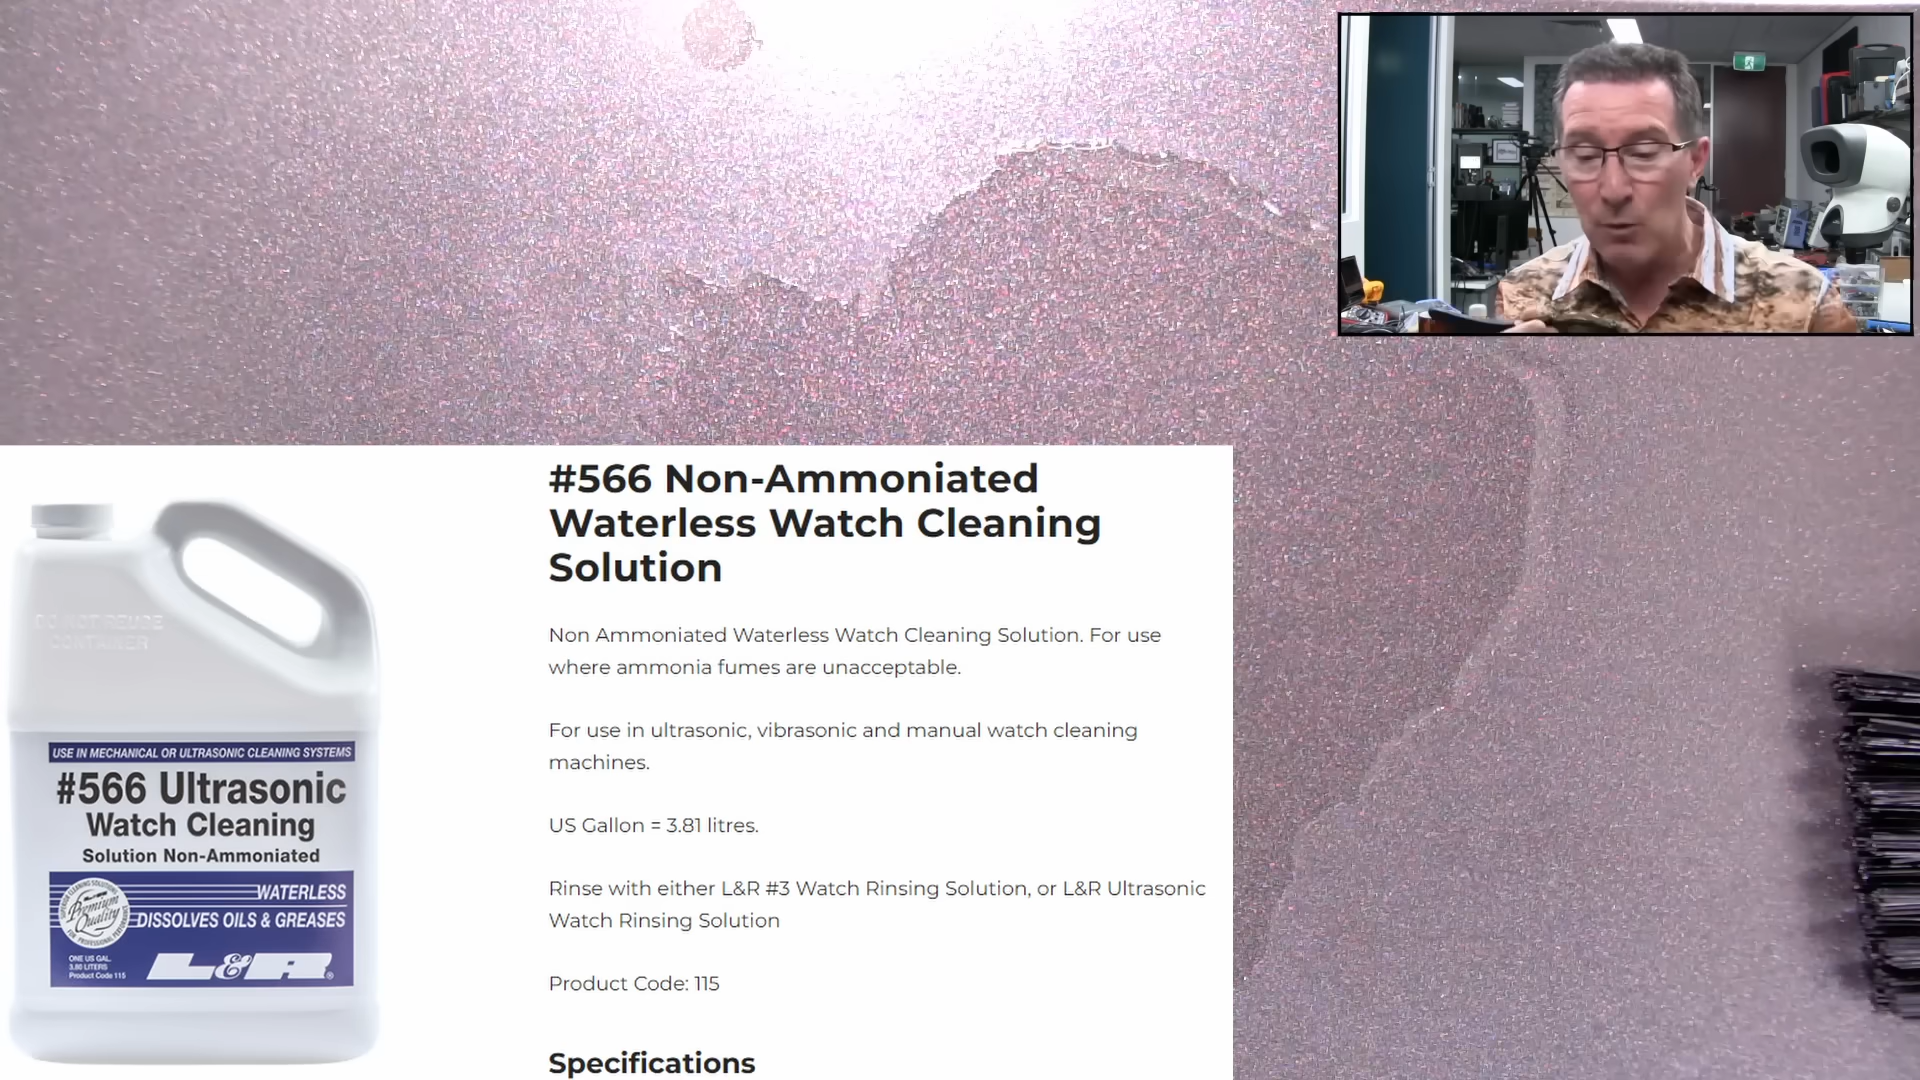 #566 Non-Ammoniated
Waterless Watch Cleaning
Solution
Non Ammoniated Waterless Watch Cleaning Solution. For use
where ammonia fumes are unacceptable.
For use in ultrasonic, vibrasonic and manual watch cleaning
machines.
US Gallon = 3.81 litres.
Rinse with either L&R #3 Watch Rinsing Solution, or L&R Ultrasonic
Watch Rinsing Solution
Product Code: 115
Specifications
DO NOT REUSE
CONTAINER
USE IN MECHANICAL OR ULTRASONIC CLEANING SYSTEMS
#566 Ultrasonic
Watch Cleaning
Solution Non-Ammoniated
WATERLESS
DISSOLVES OILS & GREASES
Premium
Quality
ONE US GAL.
3.80 LITERS
Product Code 115
L&R®